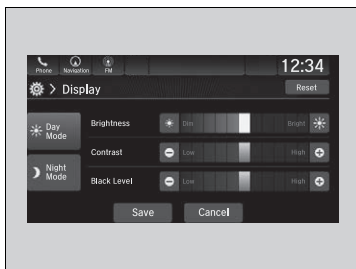 12:34
Phone Navigation FM
> Display Reset
Day Mode
Brightness Dim Bright
Contrast Low High
Night Mode
Black Level Low High
Save Cancel